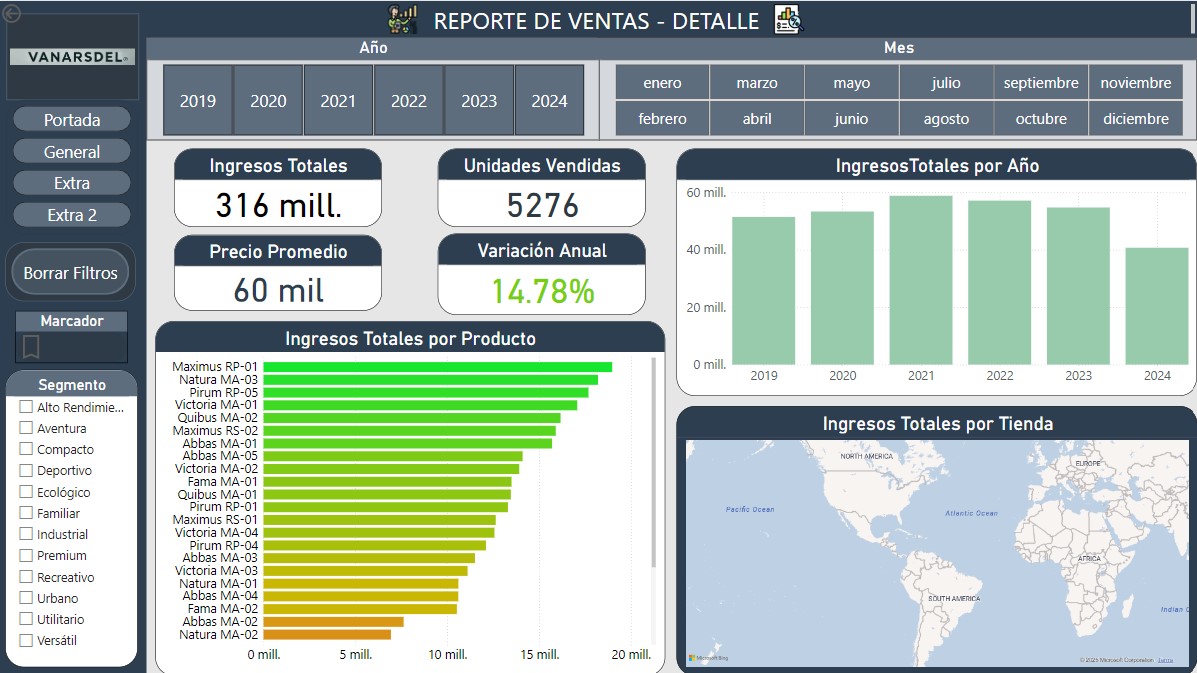 REPORTE DE VENTAS - DETALLE
VANARSDEL
Portada
General
Extra
Extra 2
Borrar Filtros
Marcador
Segmento
Alto Rendimie...
Aventura
Compacto
Deportivo
Ecológico
Familiar
Industrial
Premium
Recreativo
Urbano
Utilitario
Versátil
Año
2019 2020 2021 2022 2023 2024
Mes
enero marzo mayo julio septiembre noviembre
febrero abril junio agosto octubre diciembre
Ingresos Totales
316 mill.
Unidades Vendidas
5276
Precio Promedio
60 mil
Variación Anual
14.78%
Ingresos Totales por Producto
Maximus RP-01
Natura MA-03
Pirum RP-05
Victoria MA-01
Quibus MA-02
Maximus RS-02
Abbas MA-01
Abbas MA-05
Victoria MA-02
Fama MA-01
Quibus MA-01
Pirum RP-01
Maximus RS-01
Victoria MA-04
Pirum RP-04
Abbas MA-03
Victoria MA-03
Natura MA-01
Abbas MA-04
Fama MA-02
Abbas MA-02
Natura MA-02
0 mill. 5 mill. 10 mill. 15 mill. 20 mill.
IngresosTotales por Año
60 mill.
40 mill.
20 mill.
0 mill.
2019 2020 2021 2022 2023 2024
Ingresos Totales por Tienda
NORTH AMERICA
EUROPE
Pacific Ocean
Atlantic Ocean
AFRICA
SOUTH AMERICA
Indian
Microsoft Bing
© 2025 Microsoft Corporation Terms